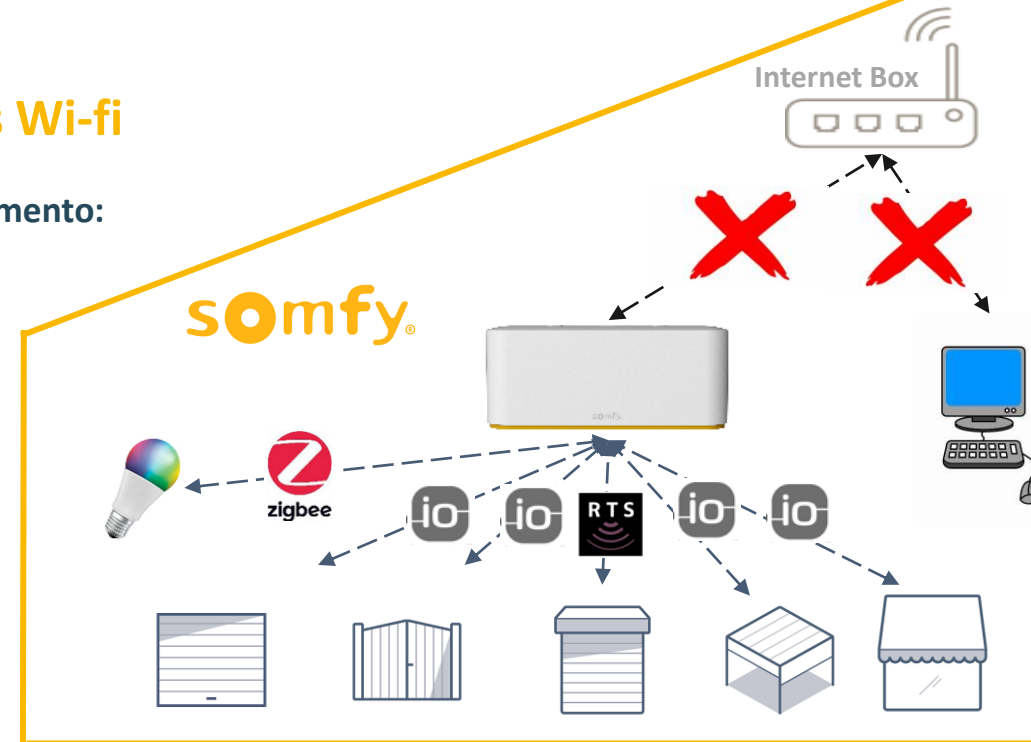 Internet Box
s Wi-fi
mento:
somfy®
somfy.
zigbee
io
io
RTS
io
io